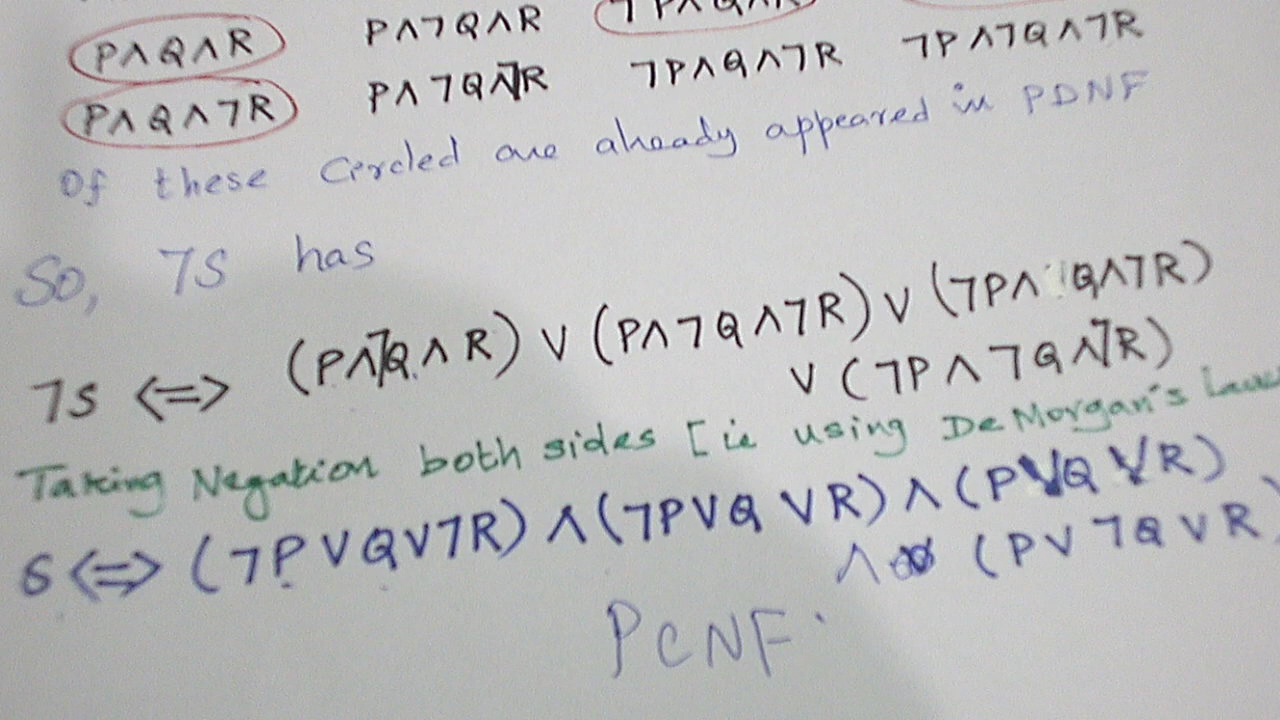 P∧Q∧R P∧¬Q∧R ¬P∧Q∧R
P∧Q∧¬R P∧¬Q∧¬R ¬P∧Q∧¬R ¬P∧¬Q∧¬R
Of these Circled are already appeared in PDNF
So, ¬S has
¬S <=> (P∧¬Q∧R) ∨ (P∧¬Q∧¬R) ∨ (¬P∧Q∧¬R)
∨ (¬P∧¬Q∧¬R)
Taking Negation both sides [ie using De Morgan's Laws
S <=> (¬P∨Q∨¬R) ∧ (¬P∨Q∨R) ∧ (P∨Q∨R)
∧ (P∨¬Q∨R)
PCNF.